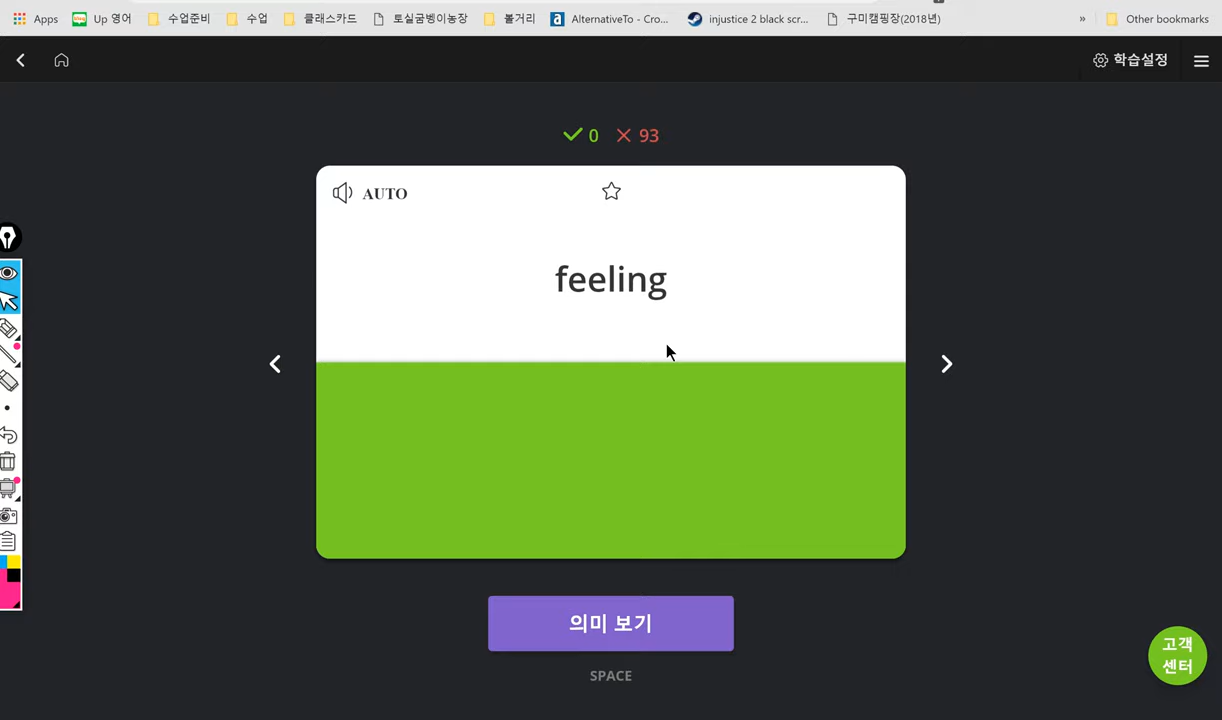 Apps Up 영어 수업준비 수업 클래스카드 토실굼벵이농장 볼거리 AlternativeTo - Cro... injustice 2 black scr... 구미캠핑장(2018년) » Other bookmarks
학습설정
0 93
AUTO
feeling
의미 보기
SPACE
고객
센터